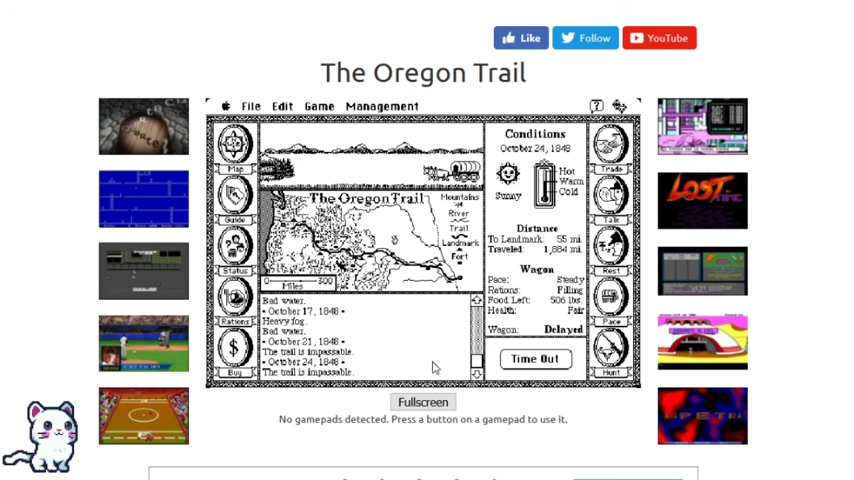 Like
Follow
YouTube
The Oregon Trail
File Edit Game Management
Map
Guide
Status
Rations
Buy
The Oregon Trail
Mountains
River
Trail
Landmark
Fort
0 300
Miles
Bad water.
• October 17, 1848 •
Heavy fog.
Bad water.
• October 21, 1848 •
The trail is impassable.
• October 24, 1848 •
The trail is impassable.
Conditions
October 24, 1848
Sunny
Hot
Warm
Cold
Distance
To Landmark: 55 mi.
Traveled: 1,884 mi.
Wagon
Pace: Steady
Rations: Filling
Food Left: 506 lbs.
Health: Fair
Wagon: Delayed
Time Out
Trade
Talk
Rest
Pace
Hunt
LOST
Fullscreen
No gamepads detected. Press a button on a gamepad to use it.